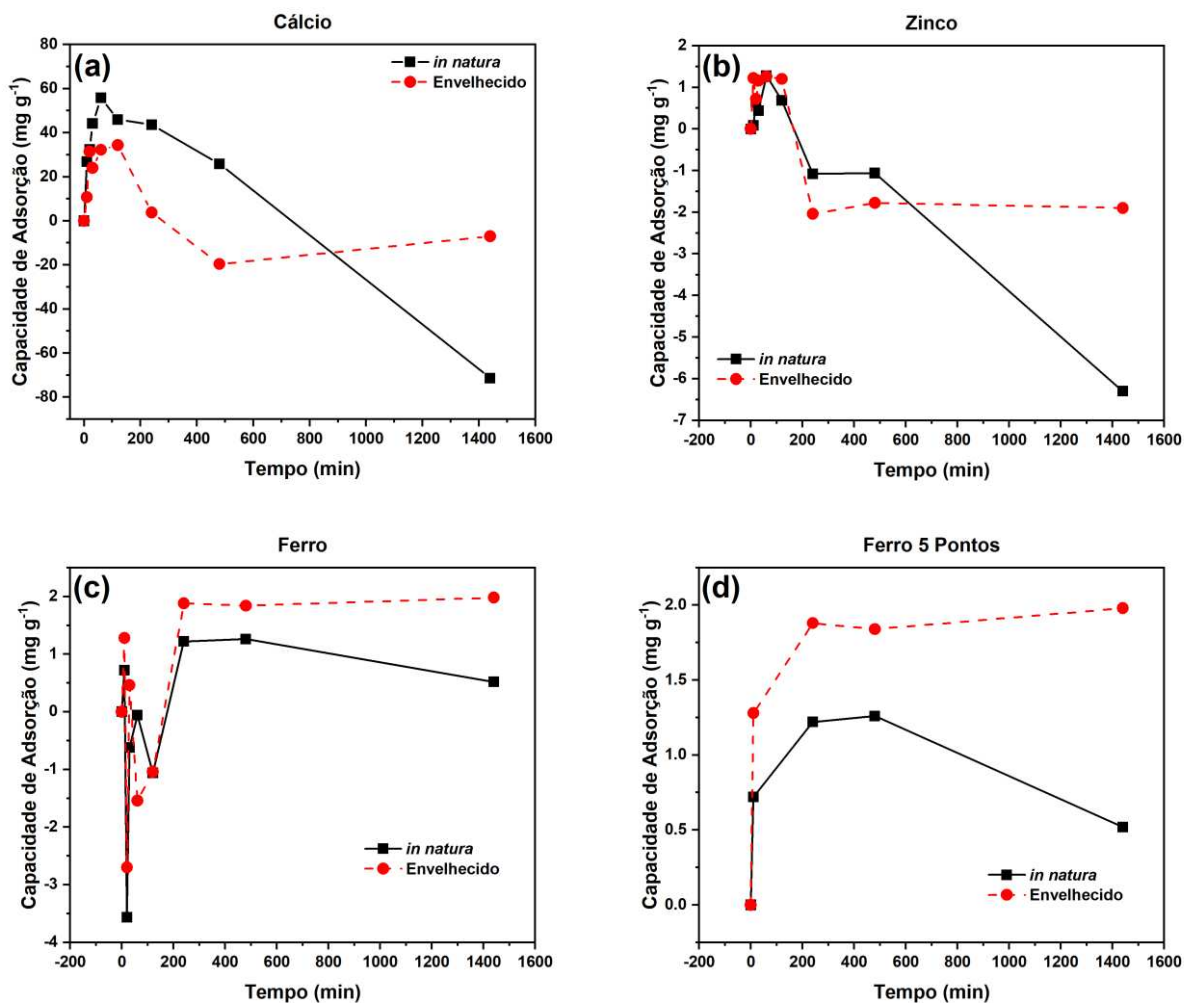 Cálcio
(a)
in natura
Envelhecido
80
60
40
20
0
-20
-40
-60
-80
Capacidade de Adsorção (mg g⁻¹)
0 200 400 600 800 1000 1200 1400 1600
Tempo (min)
Zinco
(b)
in natura
Envelhecido
2
1
0
-1
-2
-3
-4
-5
-6
-7
Capacidade de Adsorção (mg g⁻¹)
-200 0 200 400 600 800 1000 1200 1400 1600
Tempo (min)
Ferro
(c)
in natura
Envelhecido
2
1
0
-1
-2
-3
-4
Capacidade de Adsorção (mg g⁻¹)
-200 0 200 400 600 800 1000 1200 1400 1600
Tempo (min)
Ferro 5 Pontos
(d)
in natura
Envelhecido
2.0
1.5
1.0
0.5
0.0
Capacidade de Adsorção (mg g⁻¹)
-200 0 200 400 600 800 1000 1200 1400 1600
Tempo (min)